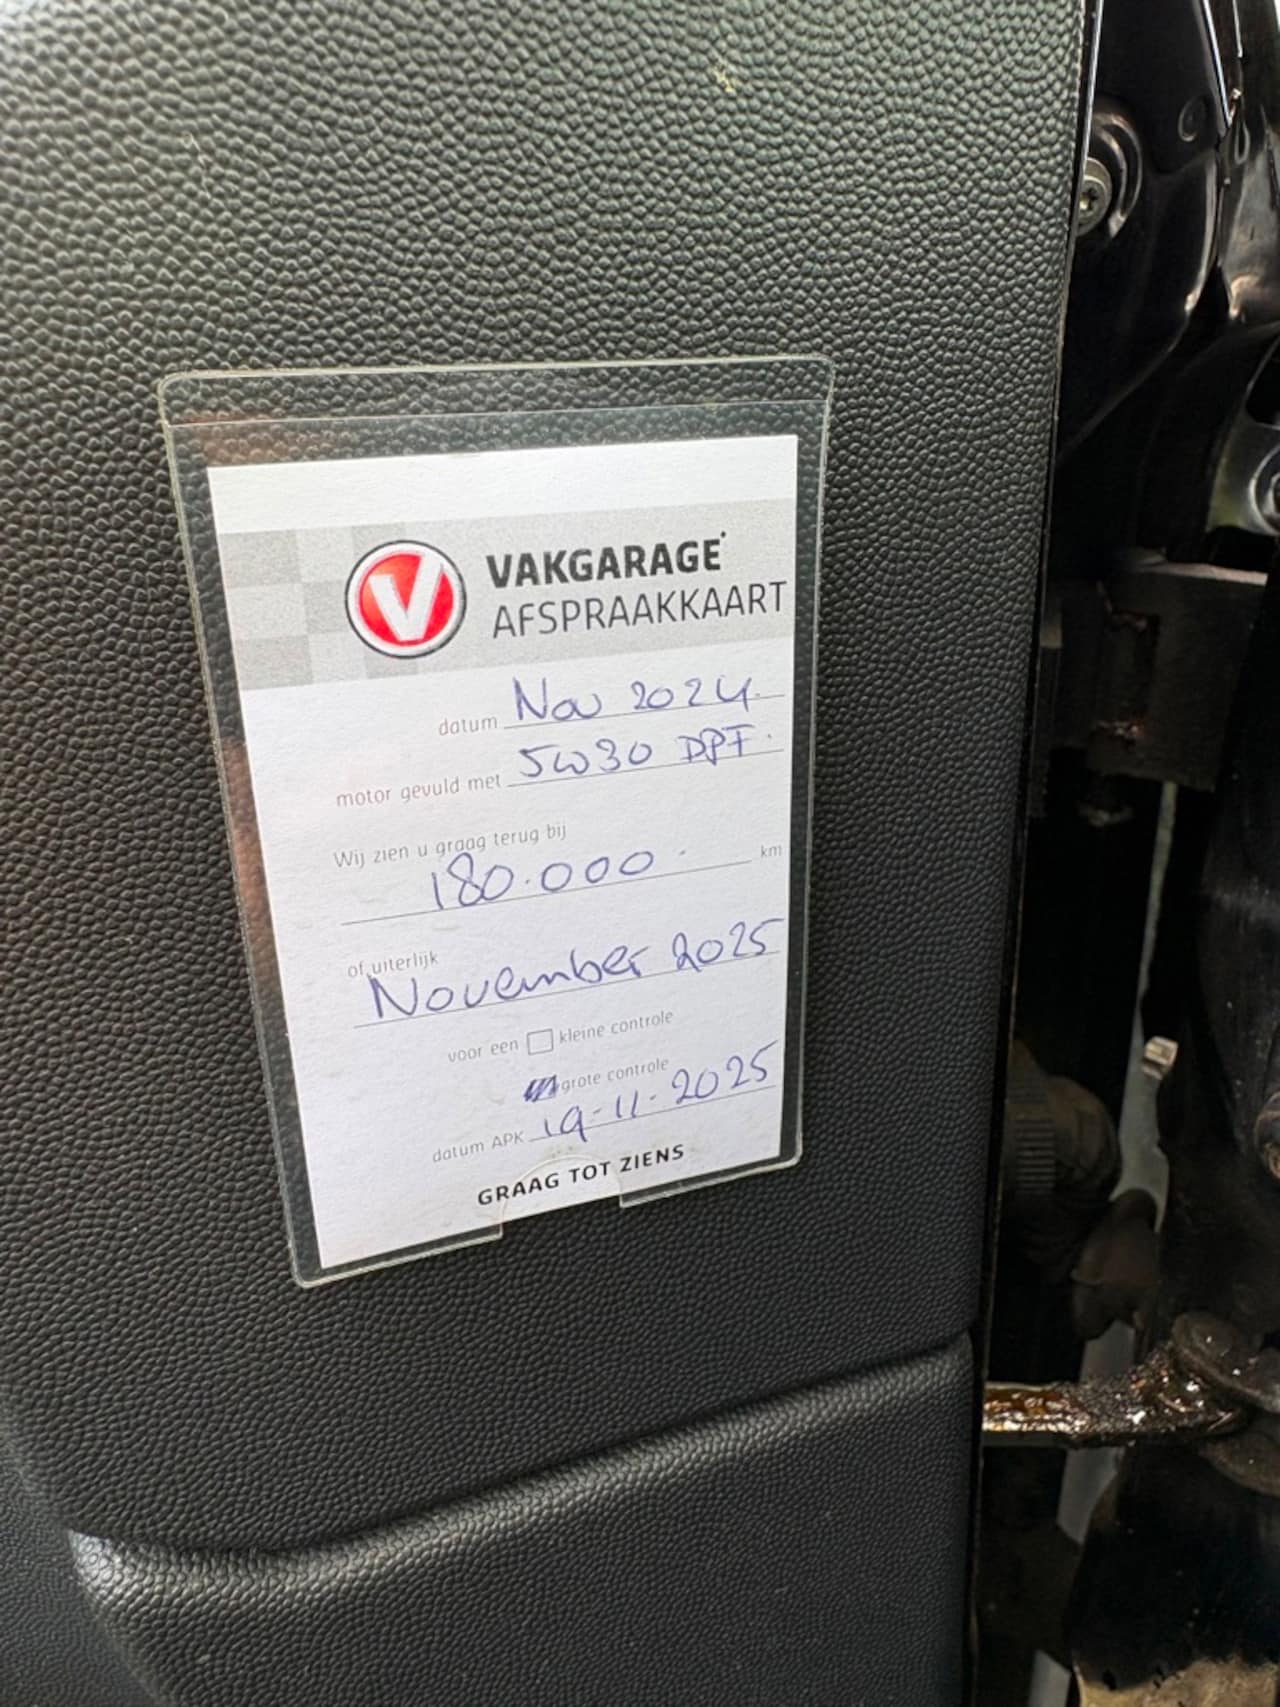 VAKGARAGE
AFSPRAAKKAART
datum Nov 2024.
motor gevuld met 5W30 DPF.
Wij zien u graag terug bij
180.000. km
of uiterlijk
November 2025
voor een kleine controle
grote controle
datum APK 19-11-2025
GRAAG TOT ZIENS